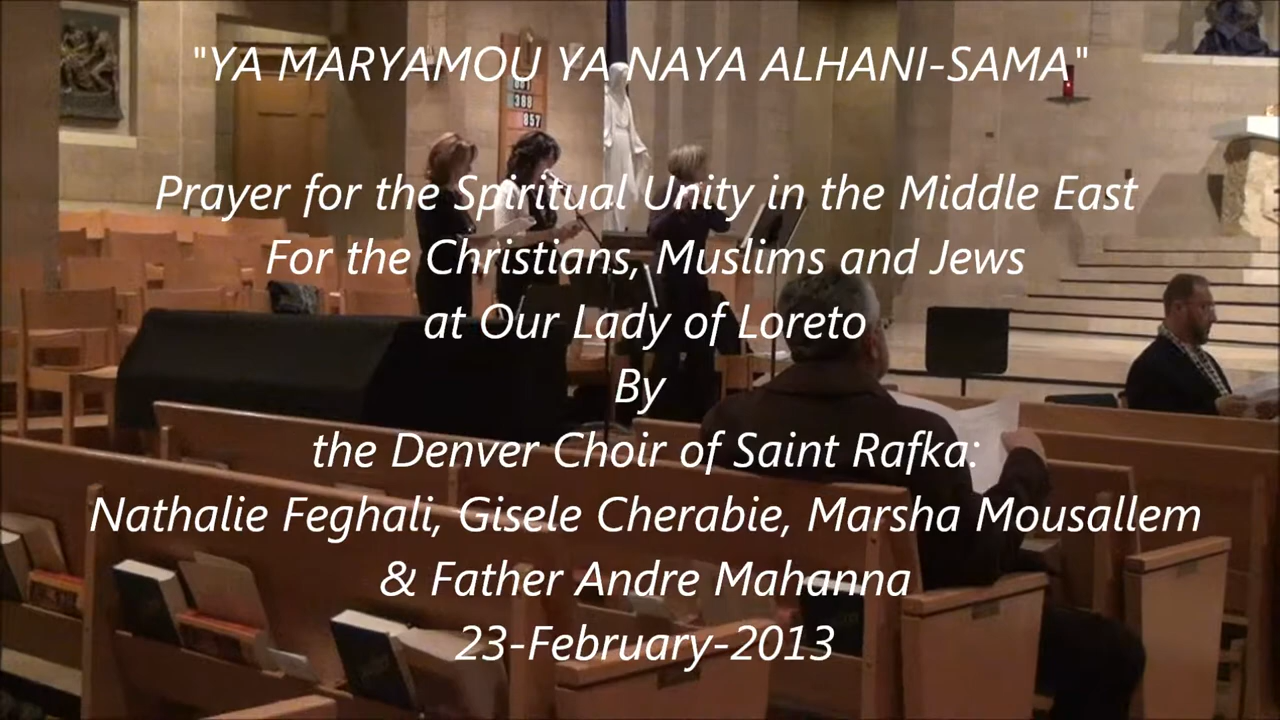 "YA MARYAMOU YA NAYA ALHANI-SAMA"
388
857
Prayer for the Spiritual Unity in the Middle East
For the Christians, Muslims and Jews
at Our Lady of Loreto
By
the Denver Choir of Saint Rafka:
Nathalie Feghali, Gisele Cherabie, Marsha Mousallem
& Father Andre Mahanna
23-February-2013